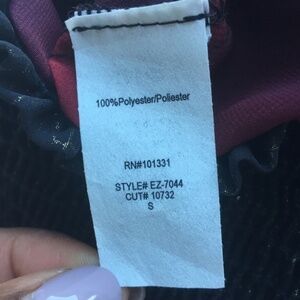 100%Polyester/Poliester
RN#101331
STYLE# EZ-7044
CUT# 10732
S